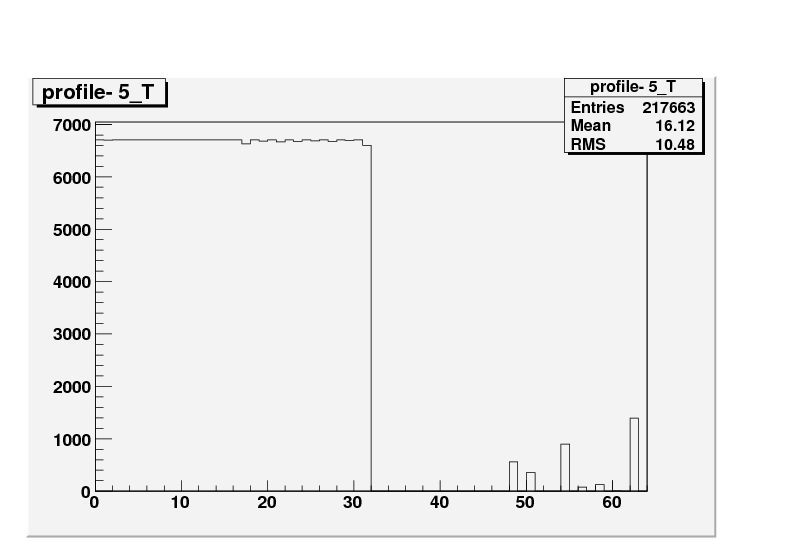 profile- 5_T
profile- 5_T
Entries 217663
Mean 16.12
RMS 10.48
7000
6000
5000
4000
3000
2000
1000
0
0 10 20 30 40 50 60